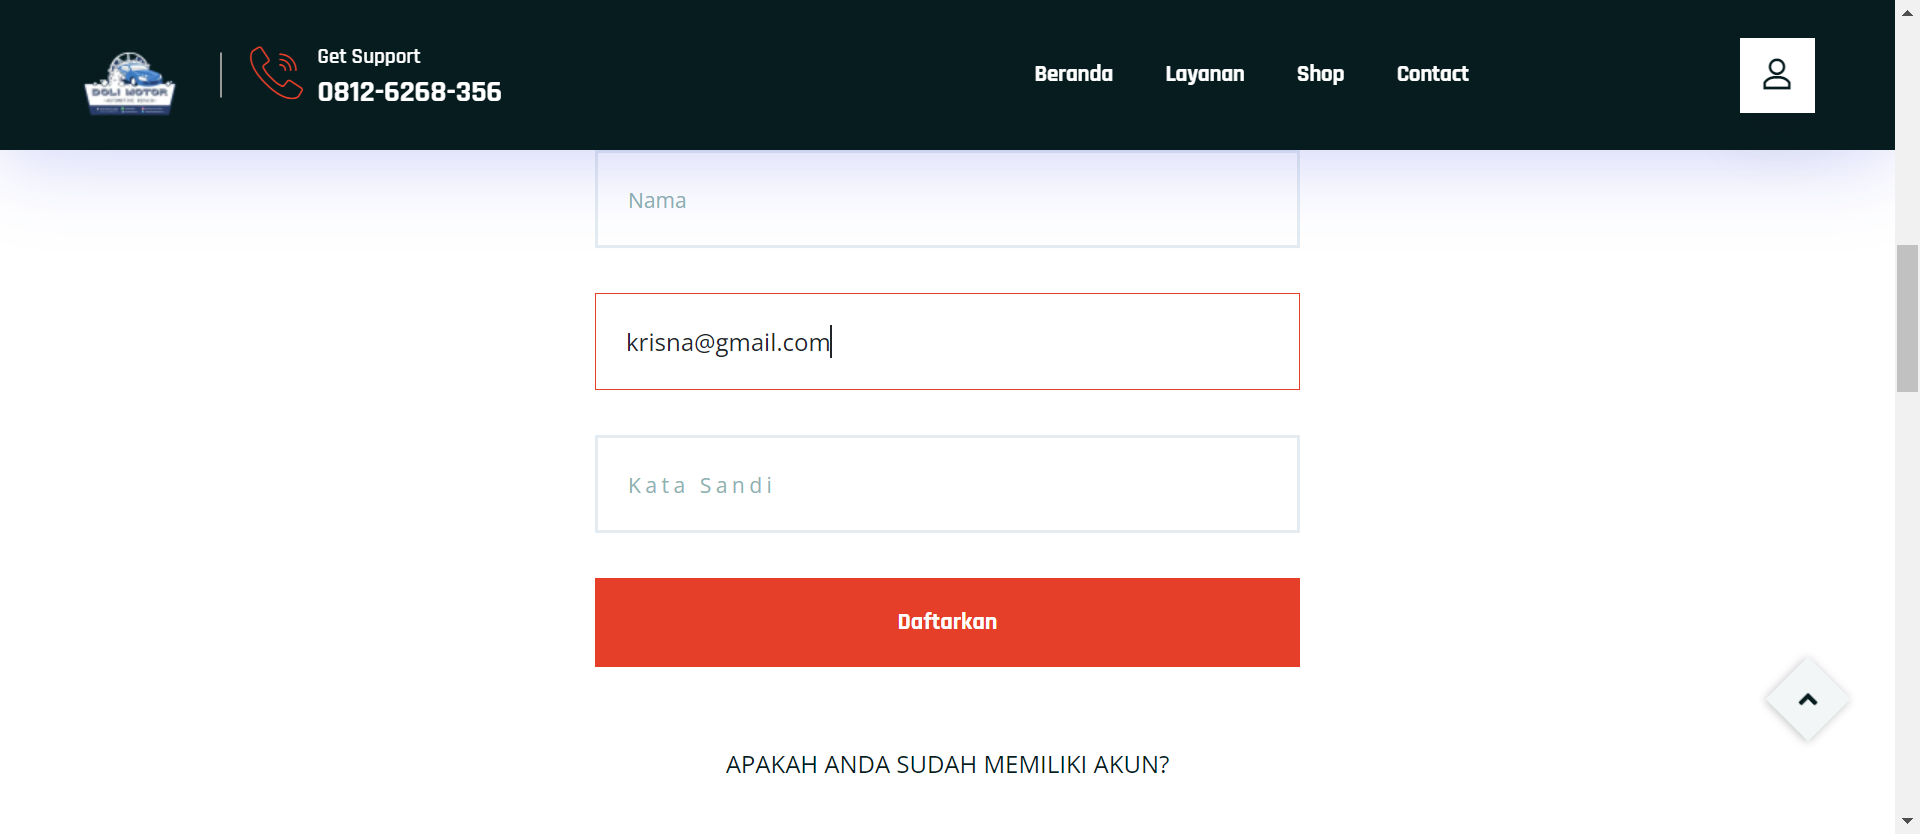 DOLI MOTOR
Get Support
0812-6268-356
Beranda
Layanan
Shop
Contact
Nama
krisna@gmail.com
Kata Sandi
Daftarkan
APAKAH ANDA SUDAH MEMILIKI AKUN?